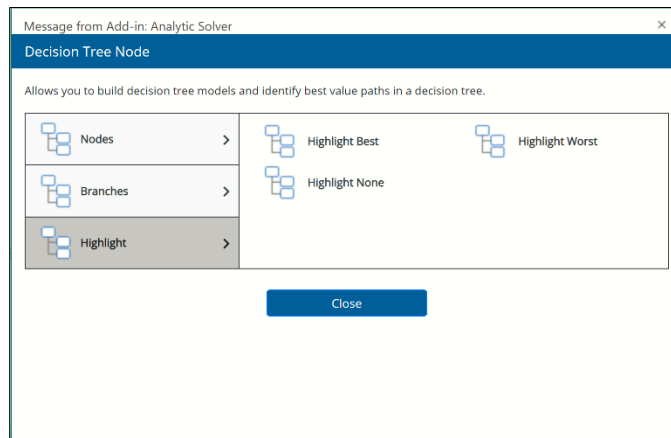 Message from Add-in: Analytic Solver
Decision Tree Node
Allows you to build decision tree models and identify best value paths in a decision tree.
Nodes
Branches
Highlight
Highlight Best
Highlight Worst
Highlight None
Close